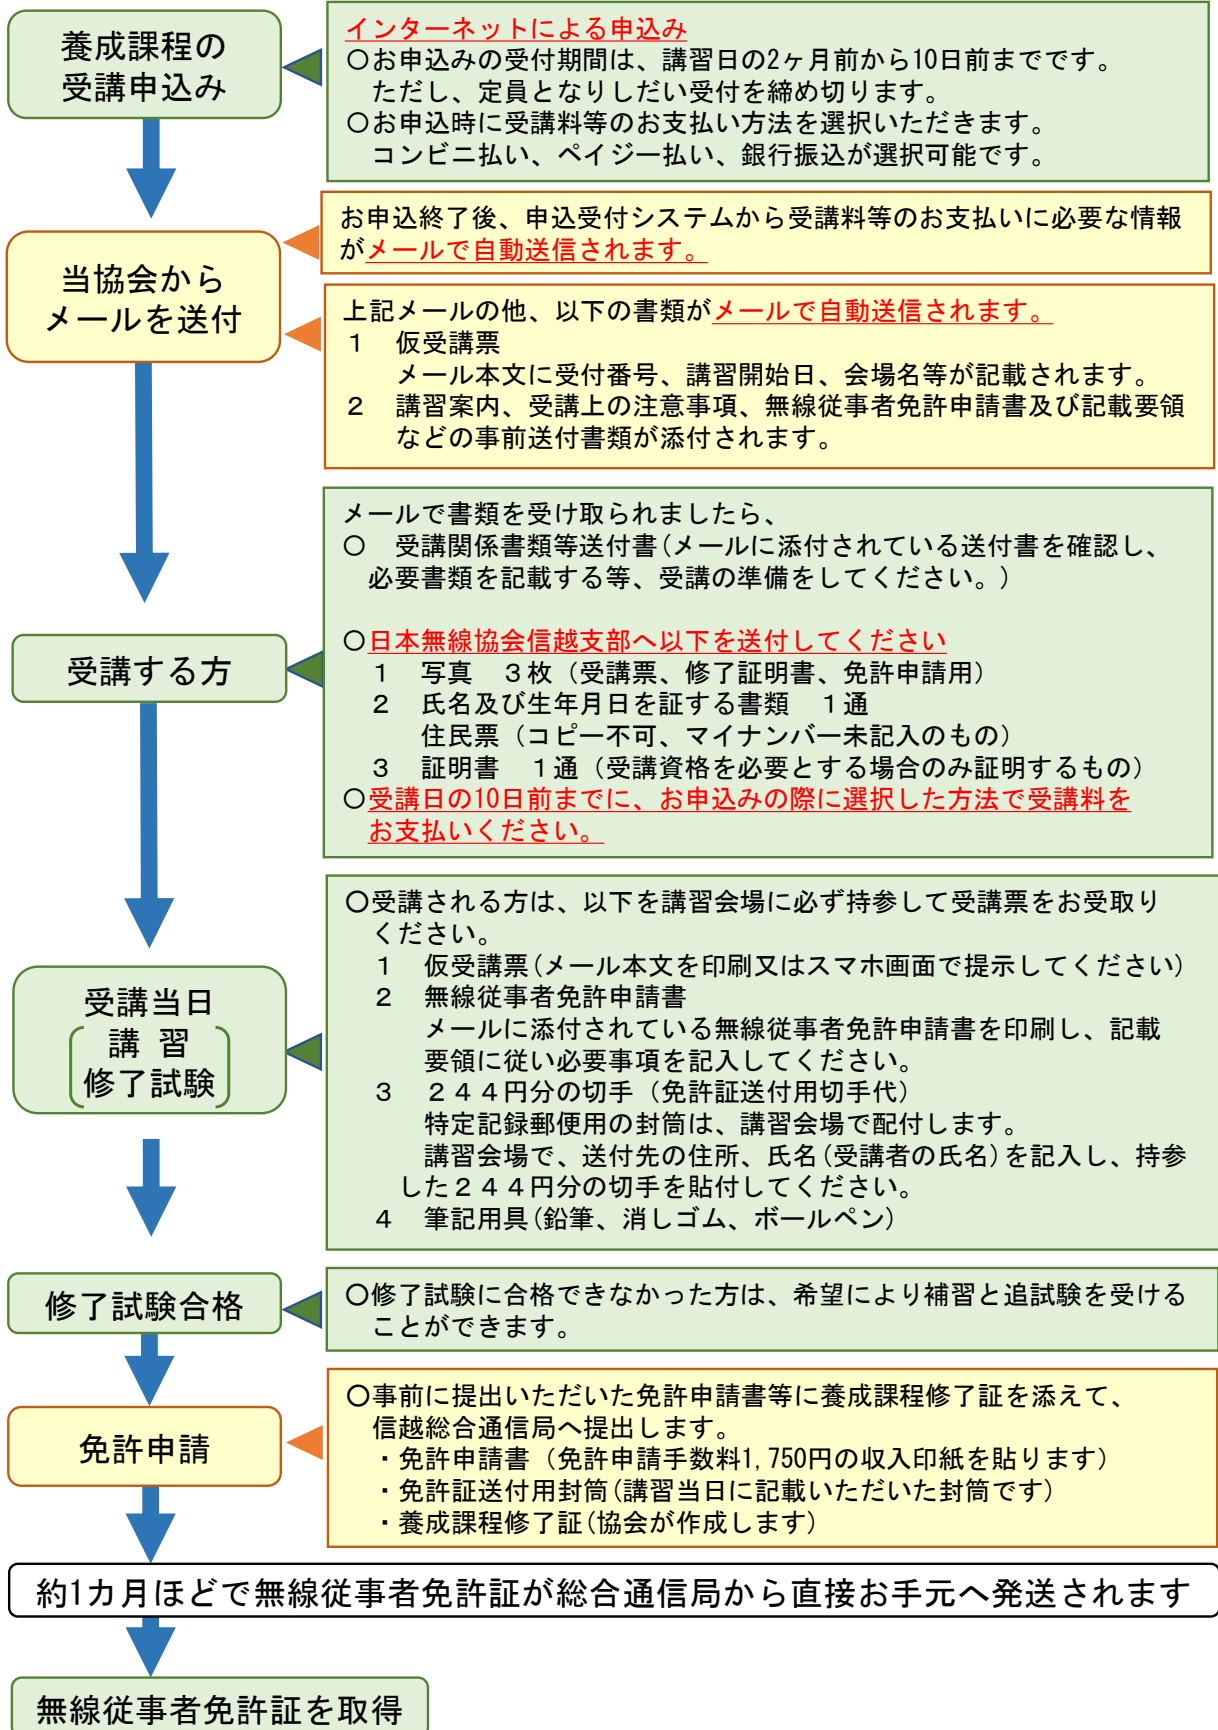 養成課程の
受講申込み
インターネットによる申込み
〇お申込みの受付期間は、講習日の2ヶ月前から10日前までです。
ただし、定員となりしだい受付を締め切ります。
〇お申込時に受講料等のお支払い方法を選択いただきます。
コンビニ払い、ペイジー払い、銀行振込が選択可能です。
お申込終了後、申込受付システムから受講料等のお支払いに必要な情報
がメールで自動送信されます。
当協会から
メールを送付
上記メールの他、以下の書類がメールで自動送信されます。
１　仮受講票
メール本文に受付番号、講習開始日、会場名等が記載されます。
２　講習案内、受講上の注意事項、無線従事者免許申請書及び記載要領
などの事前送付書類が添付されます。
メールで書類を受け取られましたら、
〇　受講関係書類等送付書(メールに添付されている送付書を確認し、
必要書類を記載する等、受講の準備をしてください。)
受講する方
〇日本無線協会信越支部へ以下を送付してください
１　写真　３枚（受講票、修了証明書、免許申請用）
２　氏名及び生年月日を証する書類　１通
住民票（コピー不可、マイナンバー未記入のもの）
３　証明書　１通（受講資格を必要とする場合のみ証明するもの）
〇受講日の10日前までに、お申込みの際に選択した方法で受講料を
お支払いください。
受講当日
講 習
修了試験
〇受講される方は、以下を講習会場に必ず持参して受講票をお受取り
ください。
１　仮受講票(メール本文を印刷又はスマホ画面で提示してください)
２　無線従事者免許申請書
メールに添付されている無線従事者免許申請書を印刷し、記載
要領に従い必要事項を記入してください。
３　２４４円分の切手（免許証送付用切手代）
特定記録郵便用の封筒は、講習会場で配付します。
講習会場で、送付先の住所、氏名(受講者の氏名)を記入し、持参
した２４４円分の切手を貼付してください。
４　筆記用具(鉛筆、消しゴム、ボールペン)
修了試験合格
〇修了試験に合格できなかった方は、希望により補習と追試験を受ける
ことができます。
免許申請
〇事前に提出いただいた免許申請書等に養成課程修了証を添えて、
信越総合通信局へ提出します。
・免許申請書（免許申請手数料1,750円の収入印紙を貼ります）
・免許証送付用封筒(講習当日に記載いただいた封筒です)
・養成課程修了証(協会が作成します)
約1カ月ほどで無線従事者免許証が総合通信局から直接お手元へ発送されます
無線従事者免許証を取得